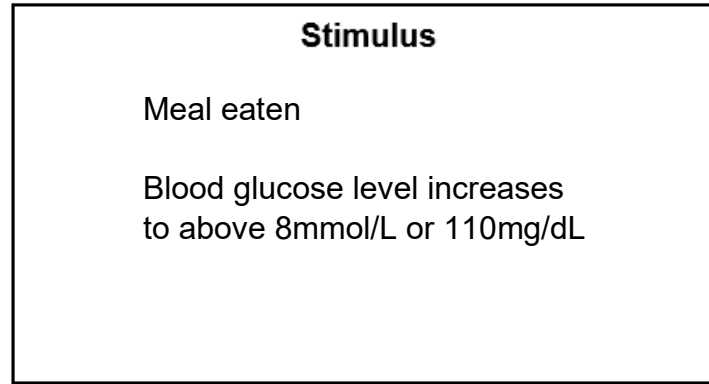 Stimulus
Meal eaten
Blood glucose level increases
to above 8mmol/L or 110mg/dL